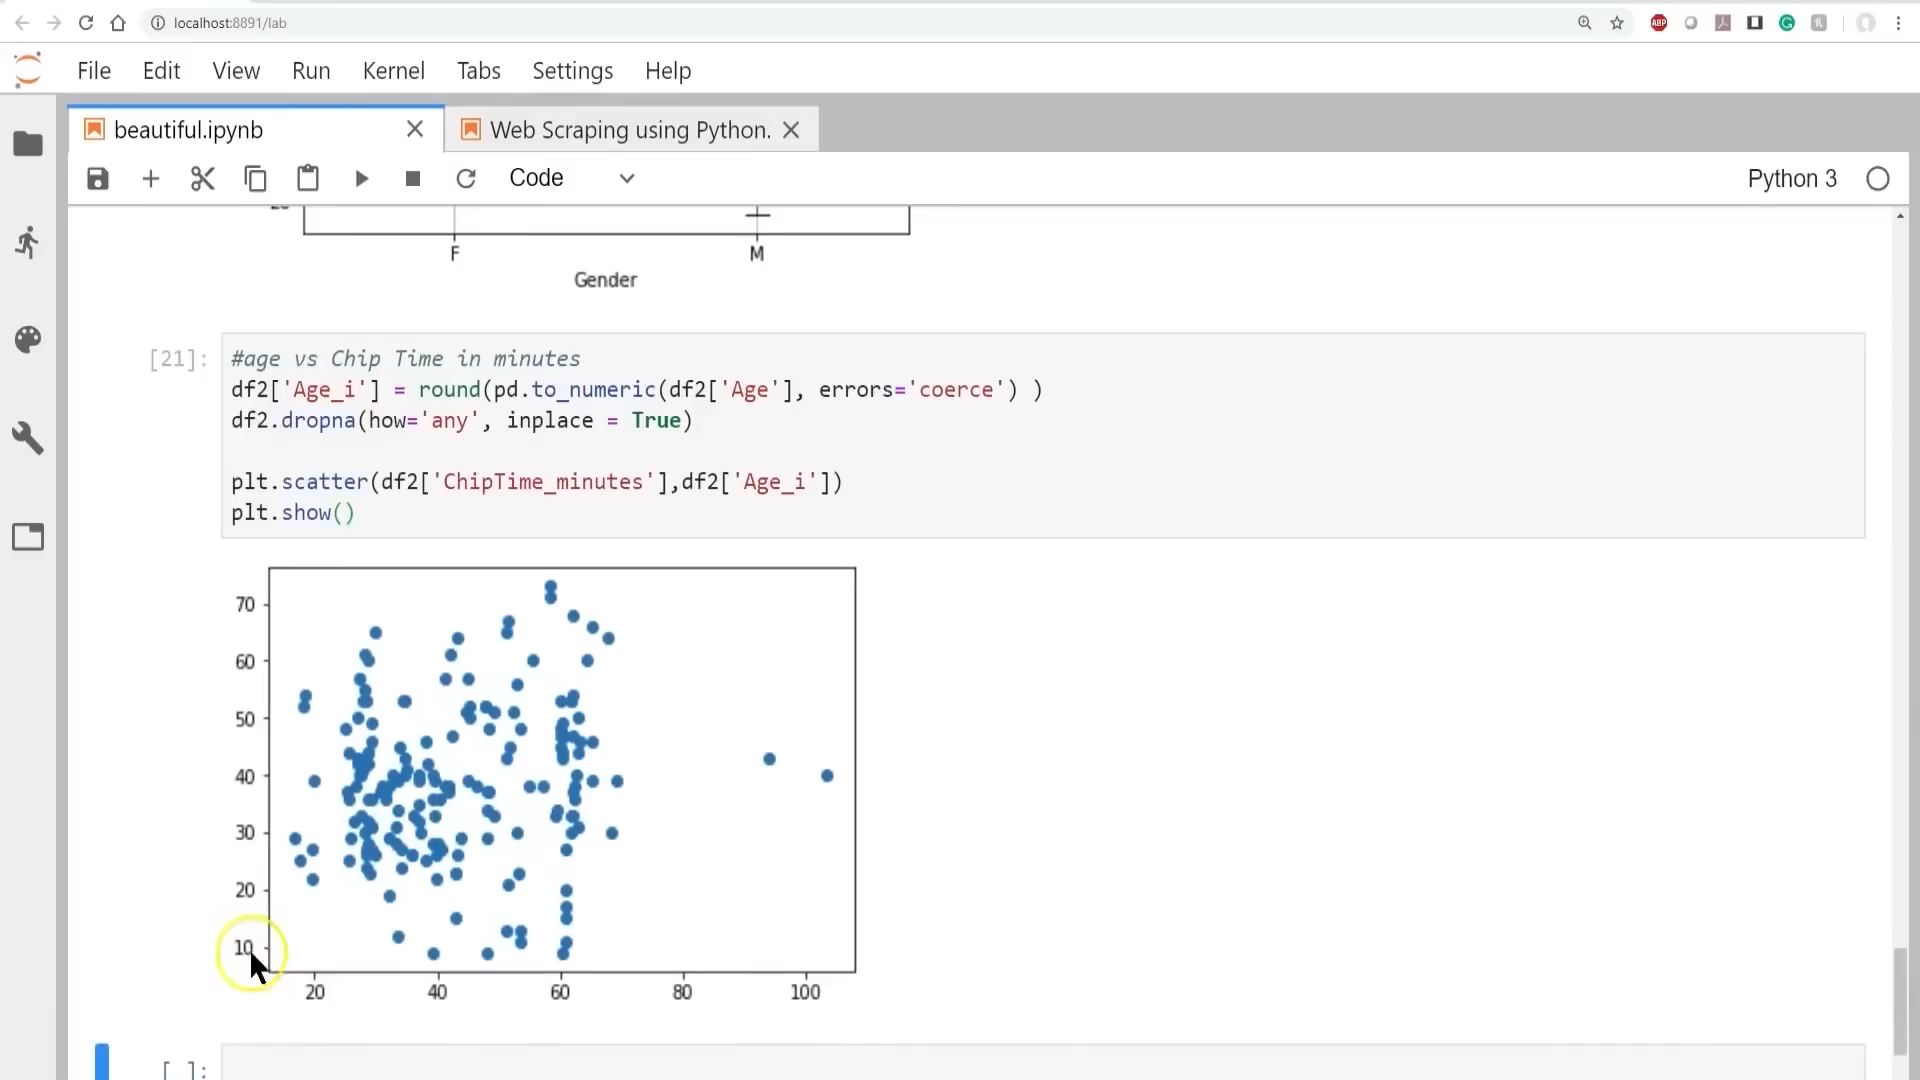 localhost:8891/lab
ABP
File Edit View Run Kernel Tabs Settings Help
beautiful.ipynb
Web Scraping using Python.
Code
Python 3
F M
Gender
[21]:
#age vs Chip Time in minutes
df2['Age_i'] = round(pd.to_numeric(df2['Age'], errors='coerce') )
df2.dropna(how='any', inplace = True)
plt.scatter(df2['ChipTime_minutes'],df2['Age_i'])
plt.show()
70
60
50
40
30
20
10
20 40 60 80 100
[ ]: